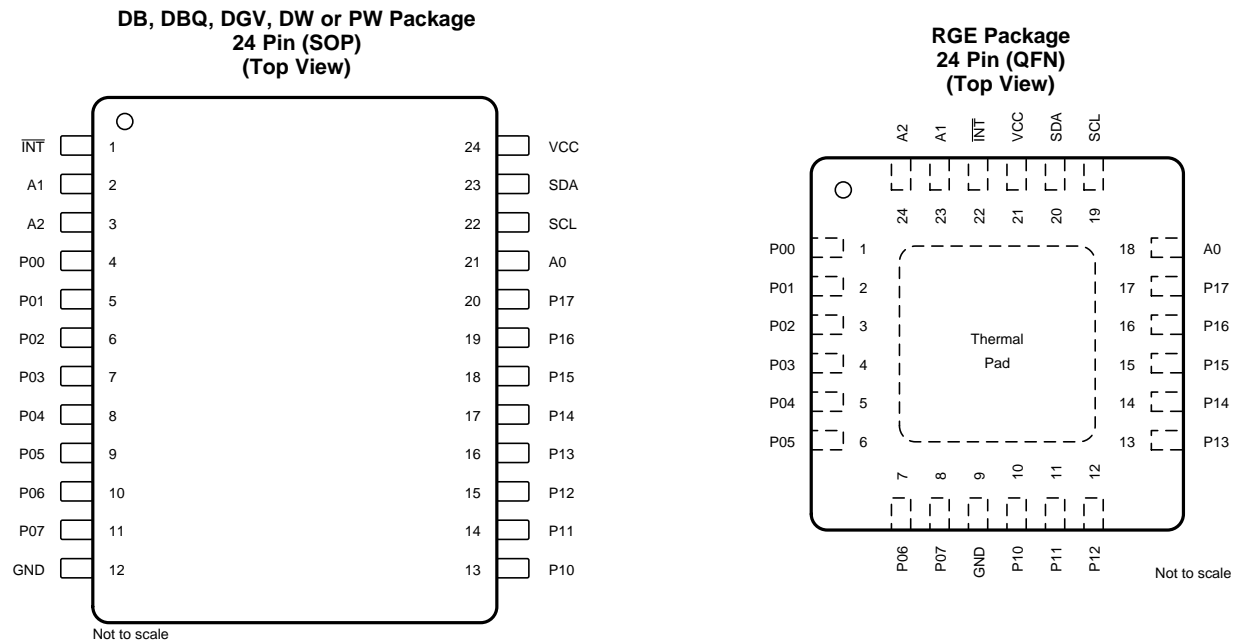 DB, DBQ, DGV, DW or PW Package
24 Pin (SOP)
(Top View)
INT 1 24 VCC
A1 2 23 SDA
A2 3 22 SCL
P00 4 21 A0
P01 5 20 P17
P02 6 19 P16
P03 7 18 P15
P04 8 17 P14
P05 9 16 P13
P06 10 15 P12
P07 11 14 P11
GND 12 13 P10
Not to scale
RGE Package
24 Pin (QFN)
(Top View)
A2 A1 INT VCC SDA SCL
24 23 22 21 20 19
P00 1 18 A0
P01 2 17 P17
P02 3 16 P16
P03 4 15 P15
P04 5 14 P14
P05 6 13 P13
Thermal
Pad
7 8 9 10 11 12
P06 P07 GND P10 P11 P12
Not to scale